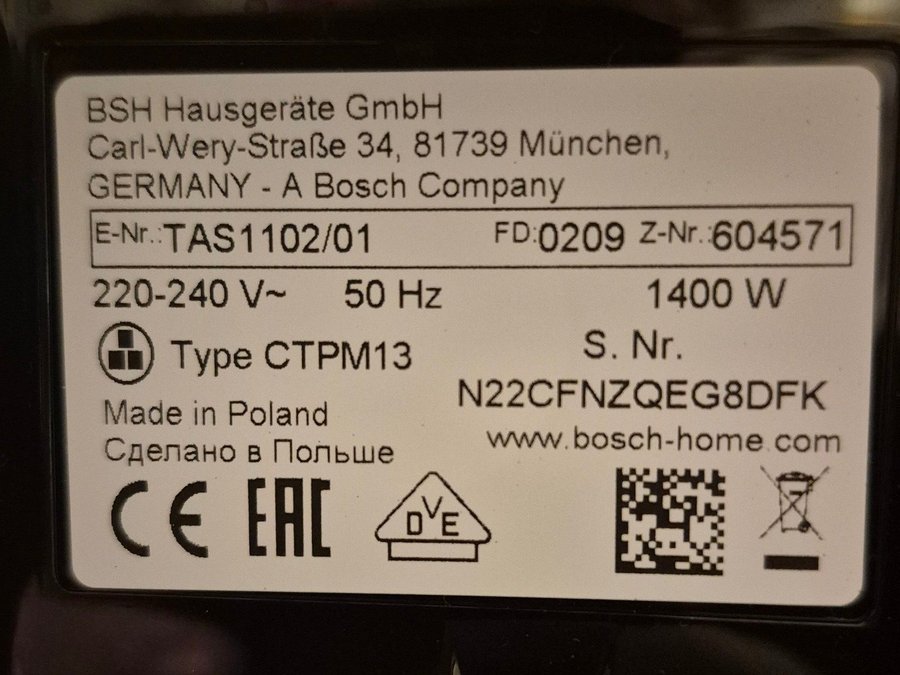 BSH Hausgeräte GmbH
Carl-Wery-Straße 34, 81739 München,
GERMANY - A Bosch Company
E-Nr.:TAS1102/01 FD:0209 Z-Nr.:604571
220-240 V~ 50 Hz 1400 W
Type CTPM13
S. Nr.
N22CFNZQEG8DFK
Made in Poland
Сделано в Польше
www.bosch-home.com
CE EAC DVE